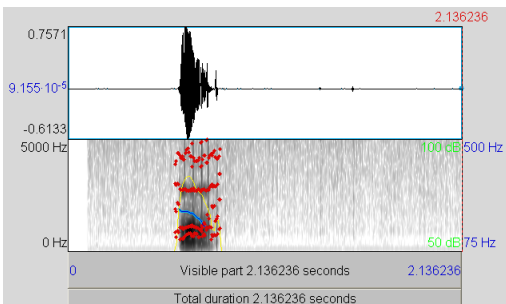 2.136236
0.7571
9.155·10-5
-0.6133
5000 Hz 100 dB 500 Hz
0 Hz 50 dB 75 Hz
0 Visible part 2.136236 seconds 2.136236
Total duration 2.136236 seconds